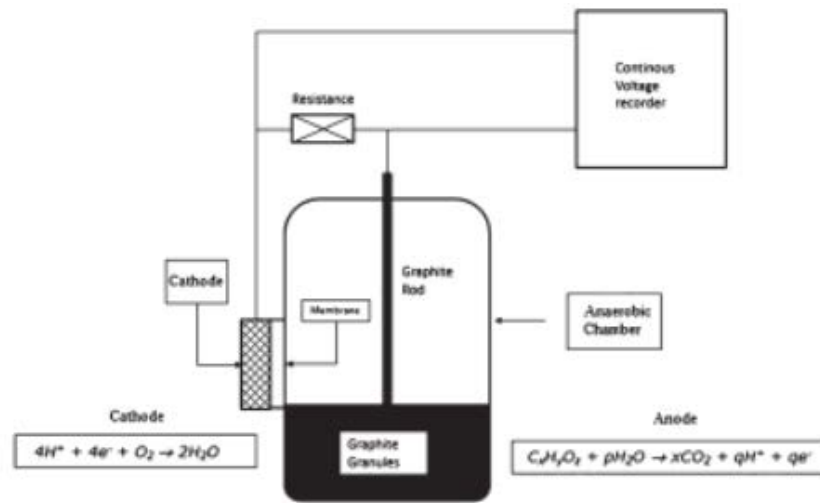 Continous
Voltage
recorder
Resistance
Cathode
Membrane
Graphite
Rod
Anaerobic
Chamber
Cathode
4H⁺ + 4e⁻ + O₂ → 2H₂O
Graphite
Granules
Anode
CₓHᵧO_z + pH₂O → xCO₂ + qH⁺ + qe⁻